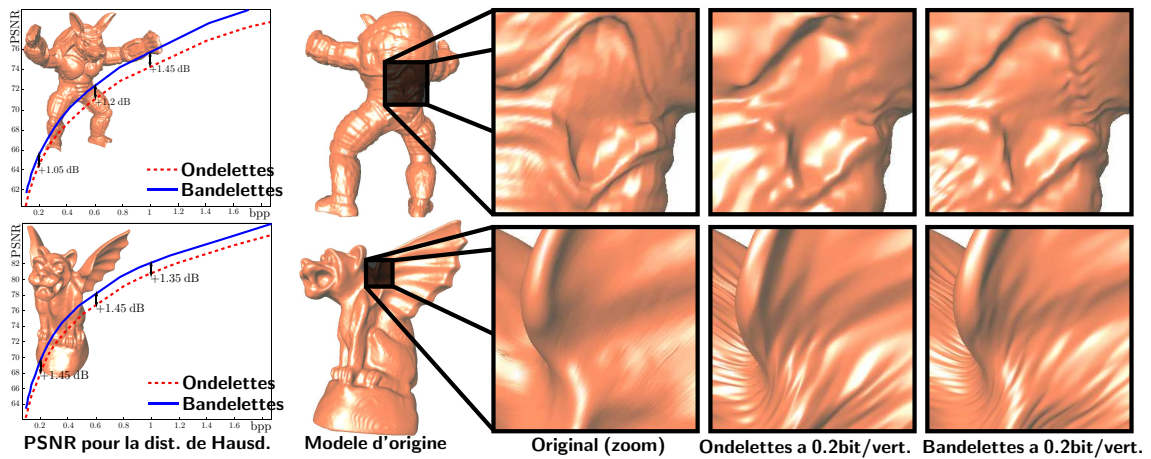 PSNR
76
74
72
70
68
66
64
62
+1.45 dB
+1.2 dB
+1.05 dB
Ondelettes
Bandelettes
0.2 0.4 0.6 0.8 1 1.2 1.4 1.6 bpp
PSNR
82
80
78
76
74
72
70
68
66
64
+1.35 dB
+1.45 dB
+1.45 dB
Ondelettes
Bandelettes
0.2 0.4 0.6 0.8 1 1.2 1.4 1.6 bpp
PSNR pour la dist. de Hausd.
Modele d'origine
Original (zoom)
Ondelettes a 0.2bit/vert.
Bandelettes a 0.2bit/vert.